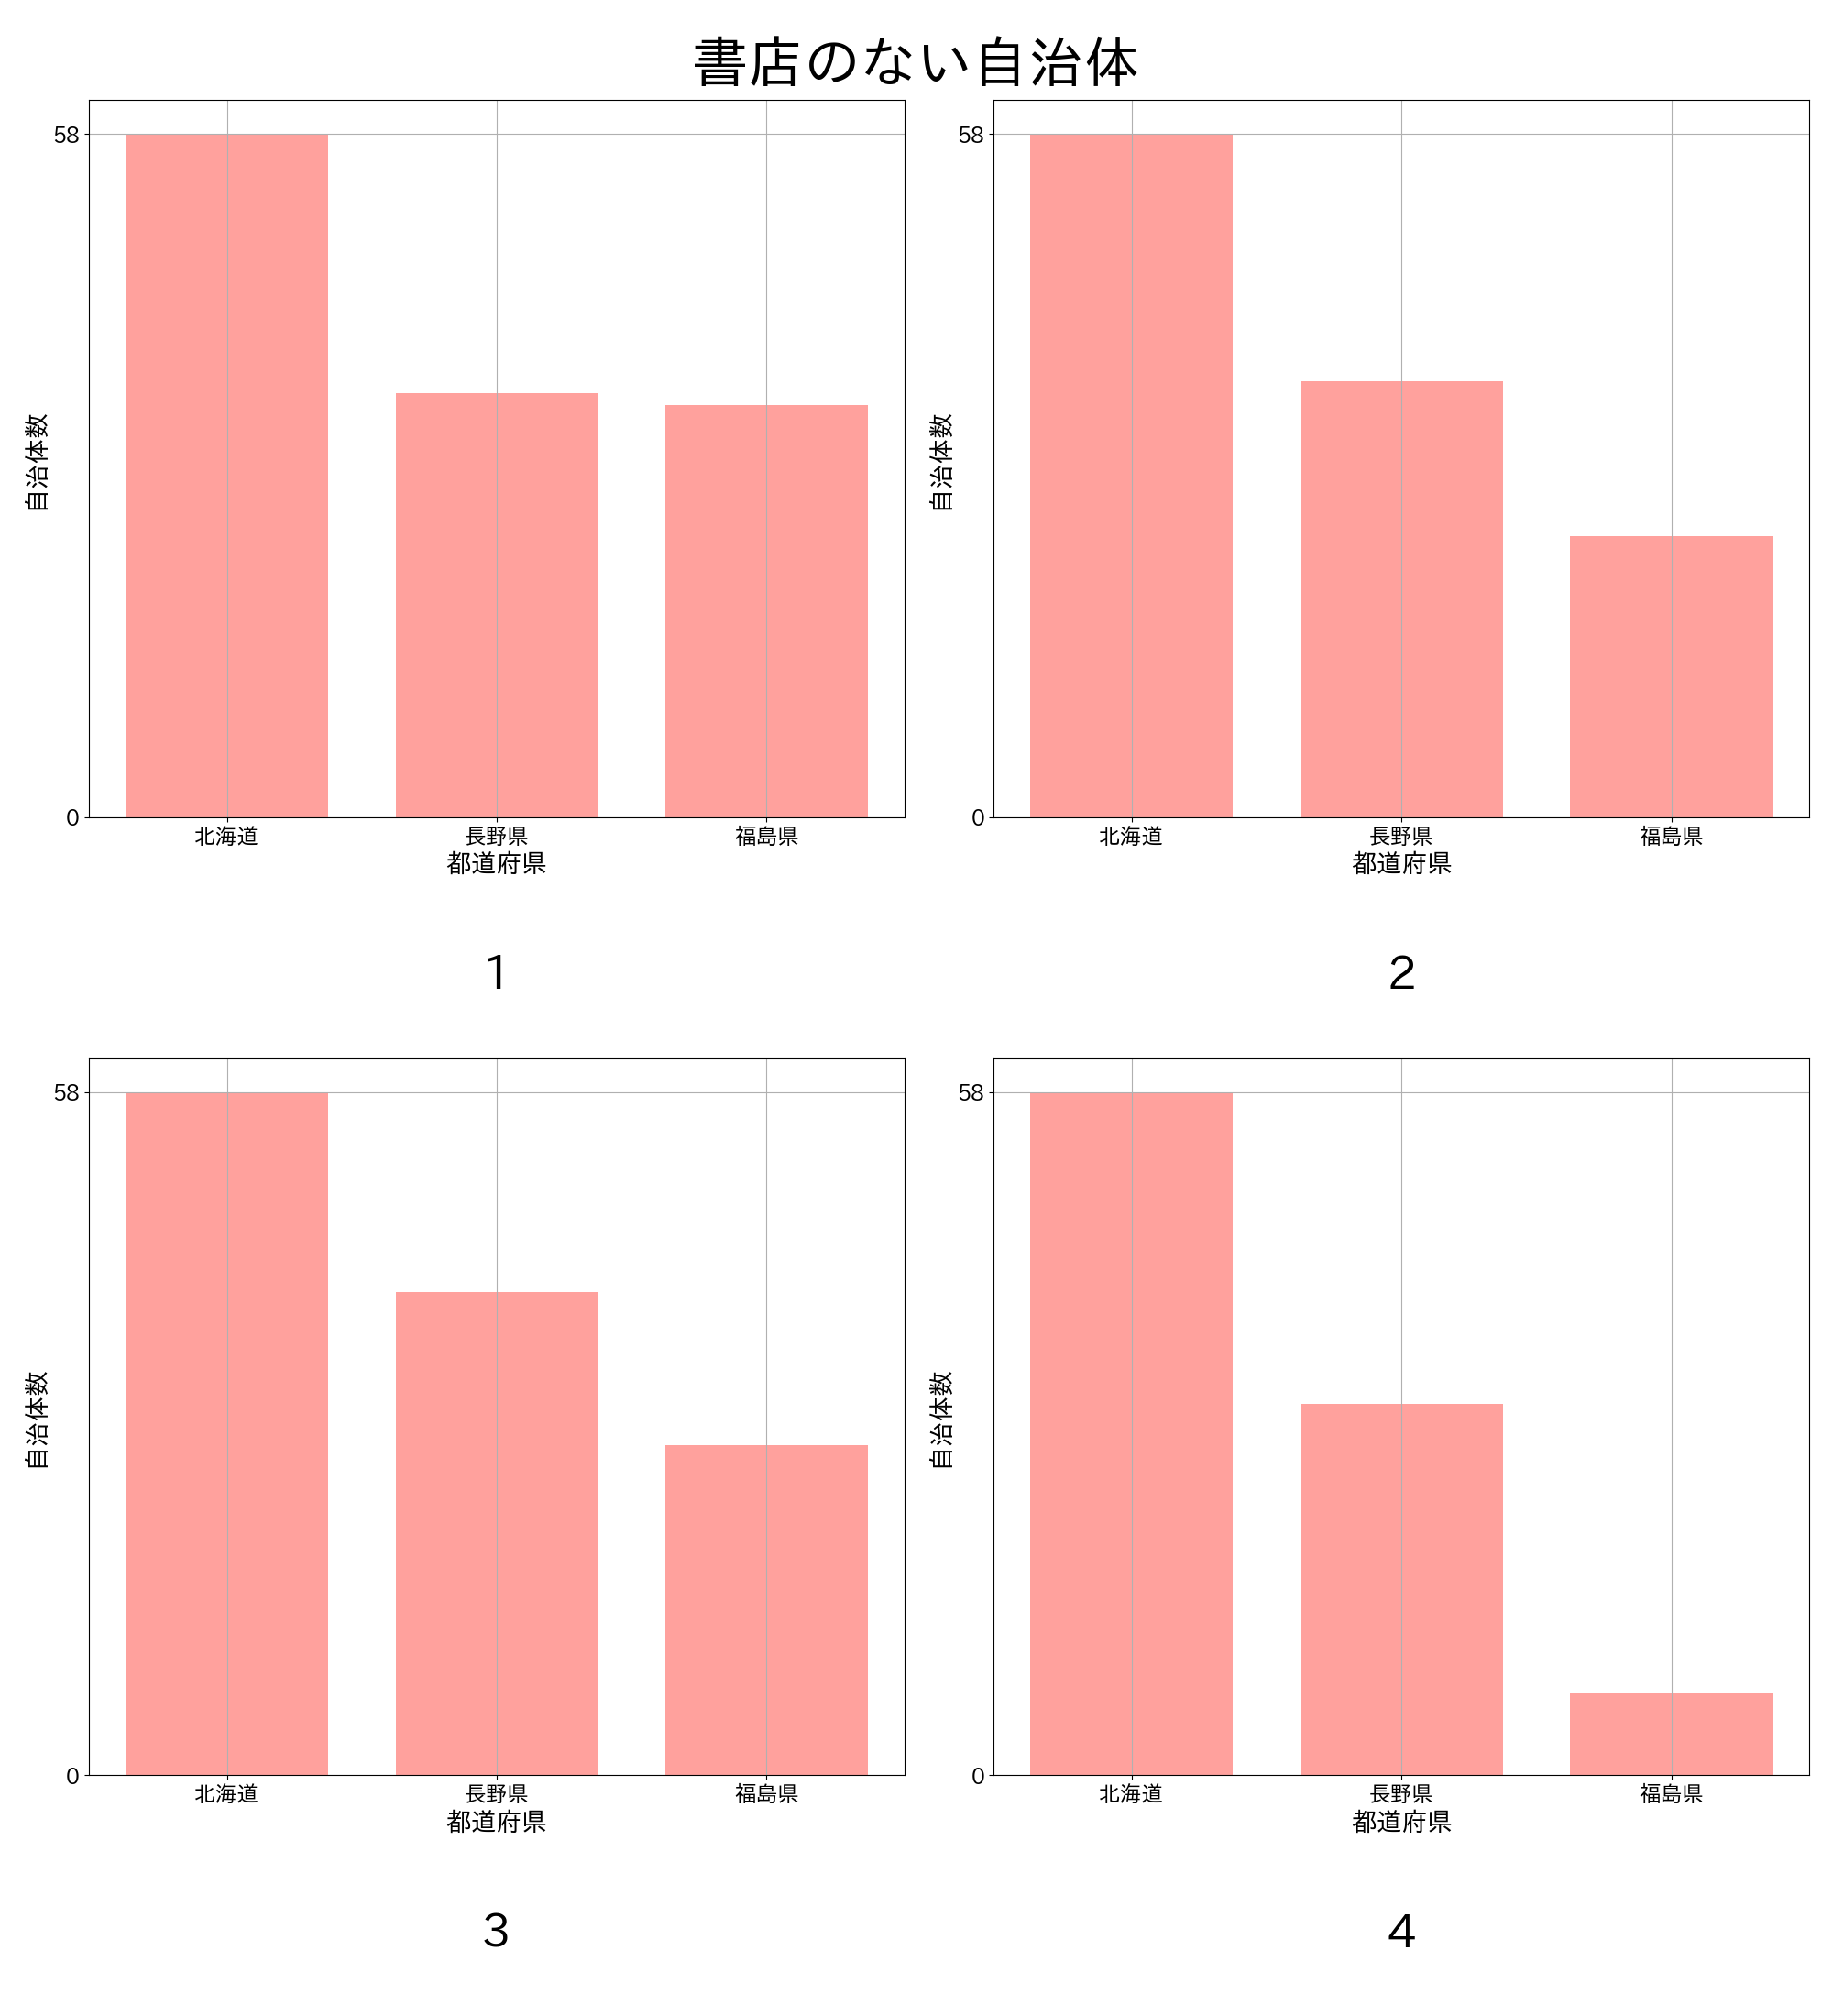 書店のない自治体
58
0
自治体数
北海道 長野県 福島県
都道府県
1
58
0
自治体数
北海道 長野県 福島県
都道府県
2
58
0
自治体数
北海道 長野県 福島県
都道府県
3
58
0
自治体数
北海道 長野県 福島県
都道府県
4